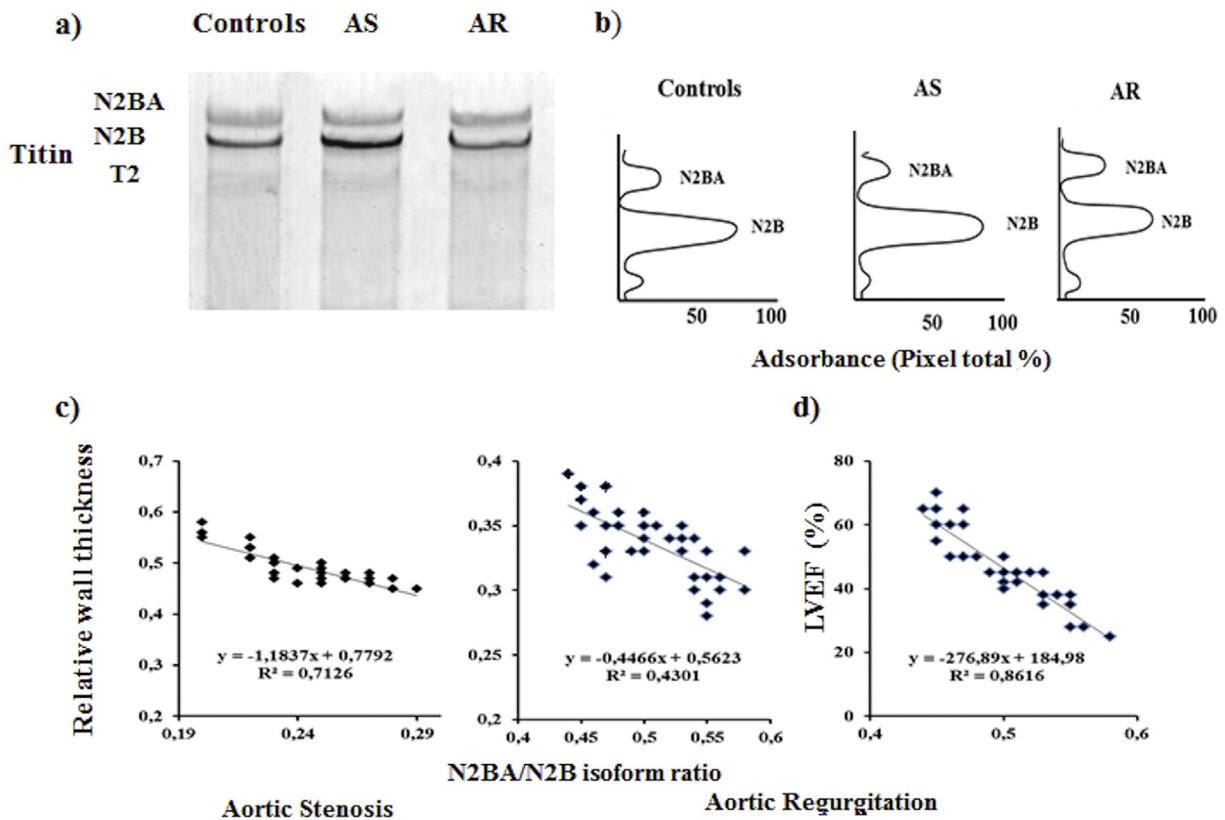 a)
Controls AS AR
N2BA
N2B
Titin
T2
b)
Controls
AS
AR
N2BA
N2B
N2BA
N2B
N2BA
N2B
50 100
50 100
50 100
Adsorbance (Pixel total %)
c)
Relative wall thickness
0,7
0,6
0,5
0,4
0,3
0,2
y = -1,1837x + 0,7792
R² = 0,7126
0,19 0,24 0,29
0,4
0,35
0,3
0,25
0,2
y = -0,4466x + 0,5623
R² = 0,4301
0,4 0,45 0,5 0,55 0,6
d)
LVEF (%)
80
60
40
20
0
y = -276,89x + 184,98
R² = 0,8616
0,4 0,5 0,6
N2BA/N2B isoform ratio
Aortic Stenosis
Aortic Regurgitation